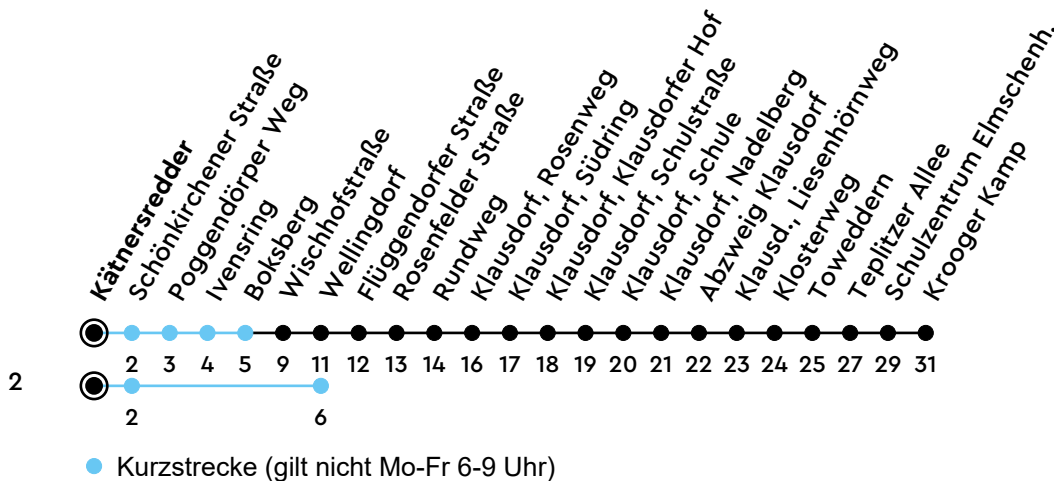 Kätnersredder
Schönkirchener Straße
Poggendörper Weg
Ivensring
Boksberg
Wischhofstraße
Wellingdorf
Flüggendorfer Straße
Rosenfelder Straße
Rundweg
Klausdorf, Rosenweg
Klausdorf, Südring
Klausdorf, Klausdorfer Hof
Klausdorf, Schulstraße
Klausdorf, Schule
Klausdorf, Nadelberg
Abzweig Klausdorf
Klausd., Liesenhörnweg
Klosterweg
Toweddern
Teplitzer Allee
Schulzentrum Elmschenh.
Krooger Kamp
2 3 4 5 9 11 12 13 14 16 17 18 19 20 21 22 23 24 25 27 29 31
2
2 6
Kurzstrecke (gilt nicht Mo-Fr 6-9 Uhr)